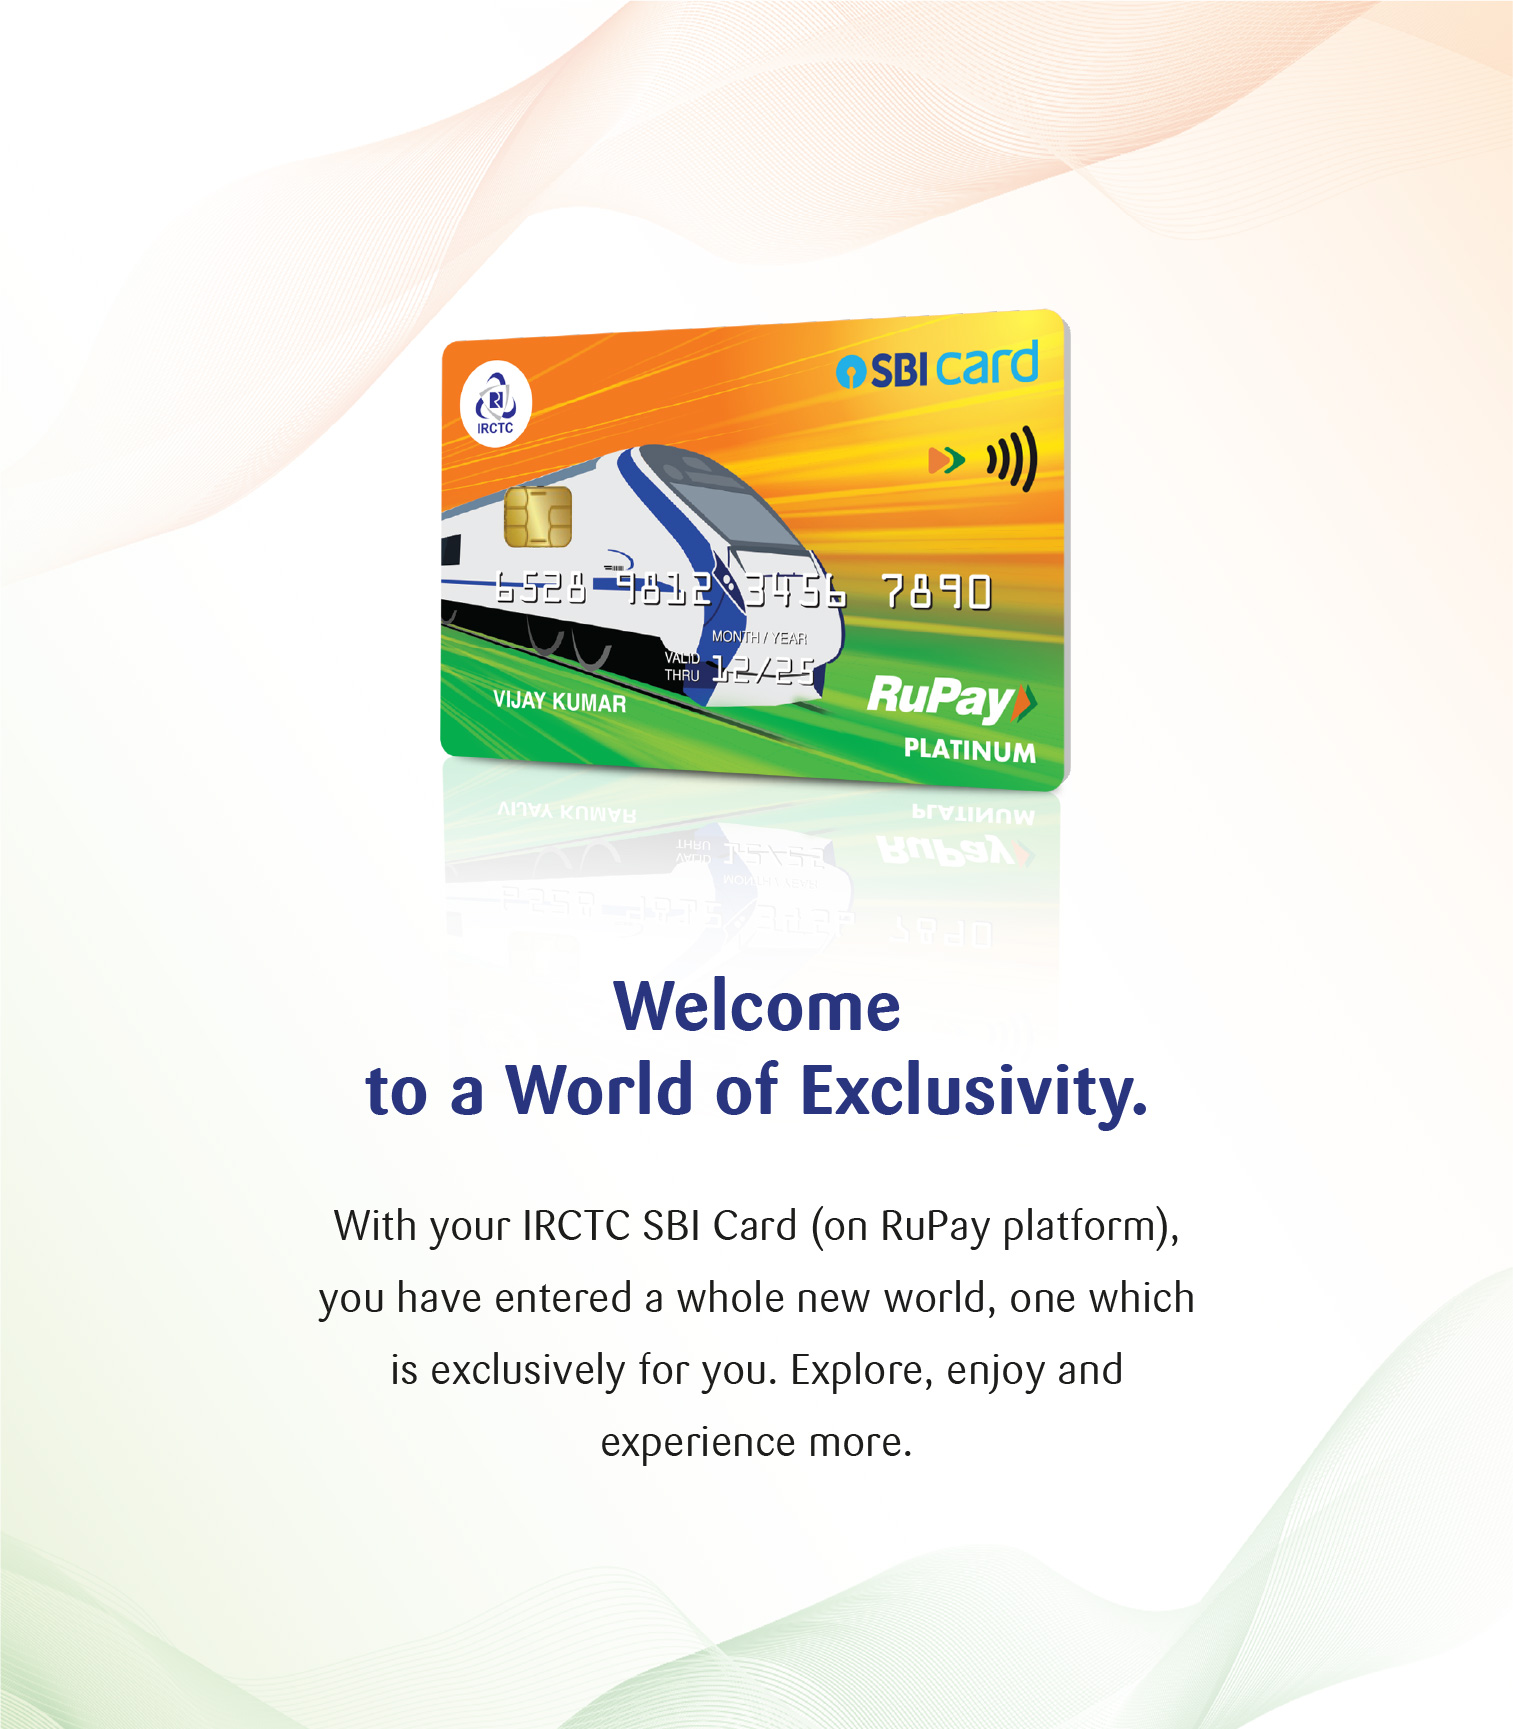 IRCTC
SBI card
6528 9812 3456 7890
MONTH / YEAR
VALID THRU 12/25
VIJAY KUMAR
RuPay
PLATINUM
Welcome
to a World of Exclusivity.
With your IRCTC SBI Card (on RuPay platform),
you have entered a whole new world, one which
is exclusively for you. Explore, enjoy and
experience more.